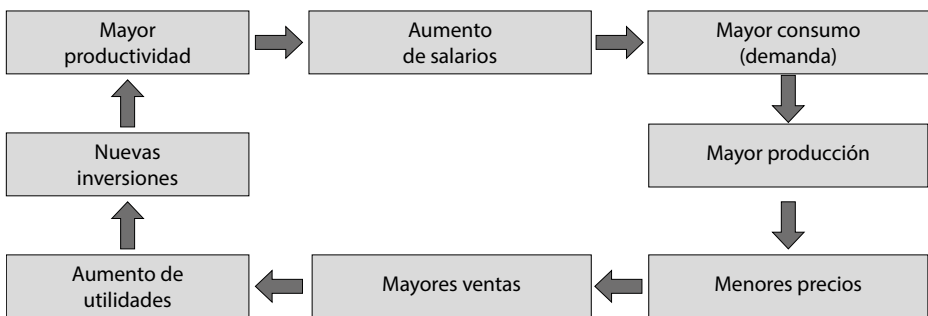 Mayor
productividad
Aumento
de salarios
Mayor consumo
(demanda)
Mayor producción
Menores precios
Mayores ventas
Aumento de
utilidades
Nuevas
inversiones